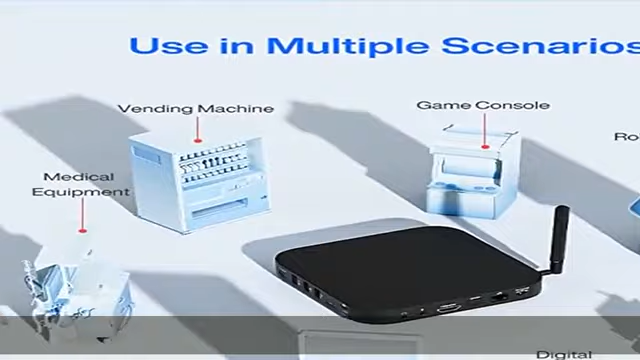 Use in Multiple Scenarios
Vending Machine
Game Console
Medical
Equipment
Digital